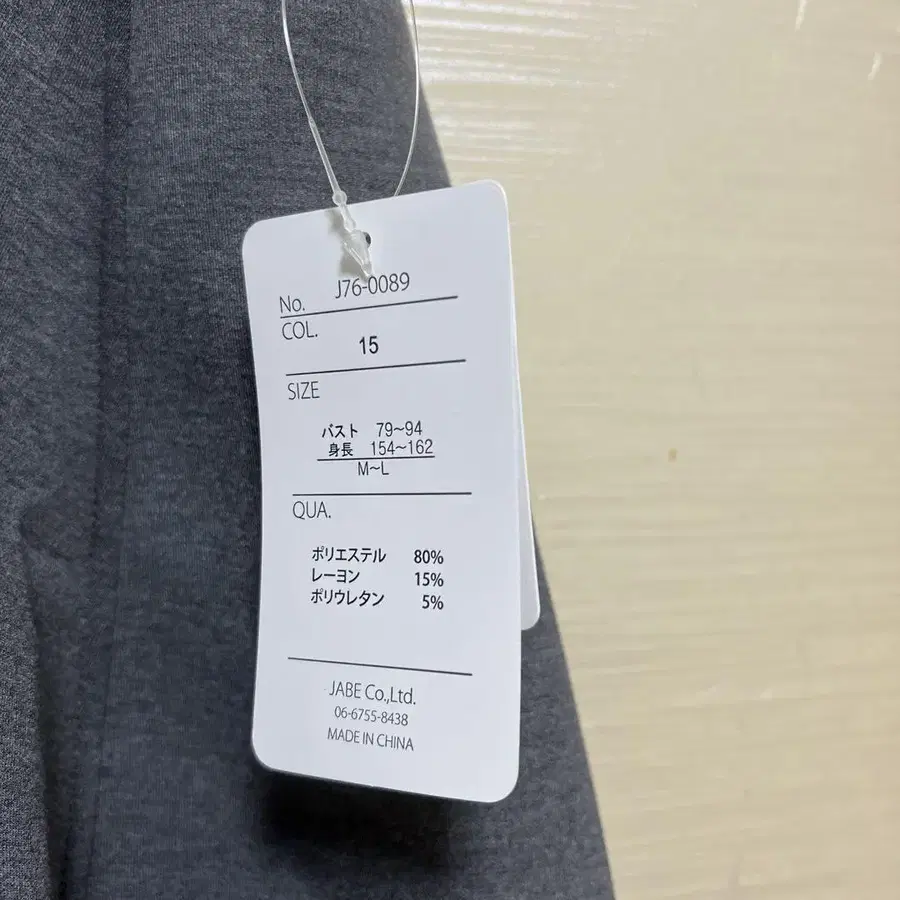 No. J76-0089
COL.
15
SIZE
バスト 79~94
身長 154~162
M~L
QUA.
ポリエステル 80%
レーヨン 15%
ポリウレタン 5%
JABE Co.,Ltd.
06-6755-8438
MADE IN CHINA